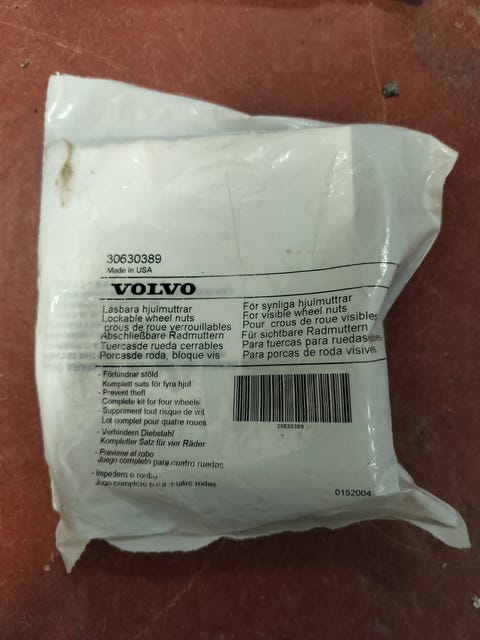 30630389
Made in USA
VOLVO
Låsbara hjulmuttrar
Lockable wheel nuts
crous de roue verrouillables
Abschließbare Radmuttern
Tuercasde rueda cerrables
Porcasde roda, bloque vis
För synliga hjulmuttrar
For visible wheel nuts
Pour crous de roue visibles
Für sichtbare Radmuttern
Para tuercas para ruedas
Para porcas de roda visives
- Förhindrar stöld
Komplett sats för fyra hjul
- Prevent theft
Complete kit for four wheels
- Suppriment tout risque de vol
Lot complet pour quatre roues
- Verhindern Diebstahl
Kompletter Satz für vier Räder
- Previene el robo
Juego completo para cuatro ruedas
- Impedem o roubo
Jogo completo para quatre rodas
30630389
0152004